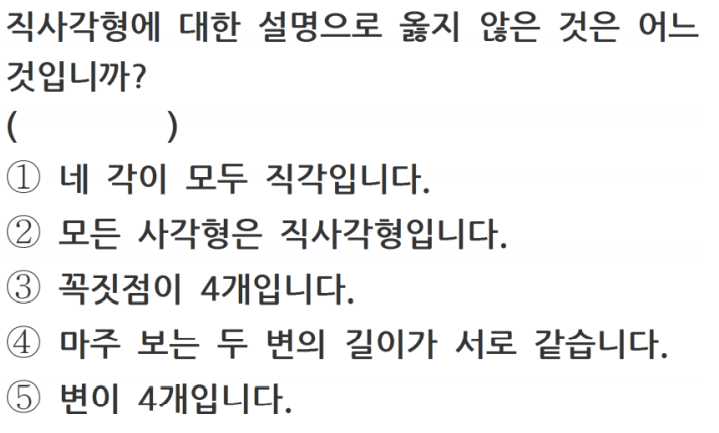 직사각형에 대한 설명으로 옳지 않은 것은 어느
것입니까?
(          )
① 네 각이 모두 직각입니다.
② 모든 사각형은 직사각형입니다.
③ 꼭짓점이 4개입니다.
④ 마주 보는 두 변의 길이가 서로 같습니다.
⑤ 변이 4개입니다.